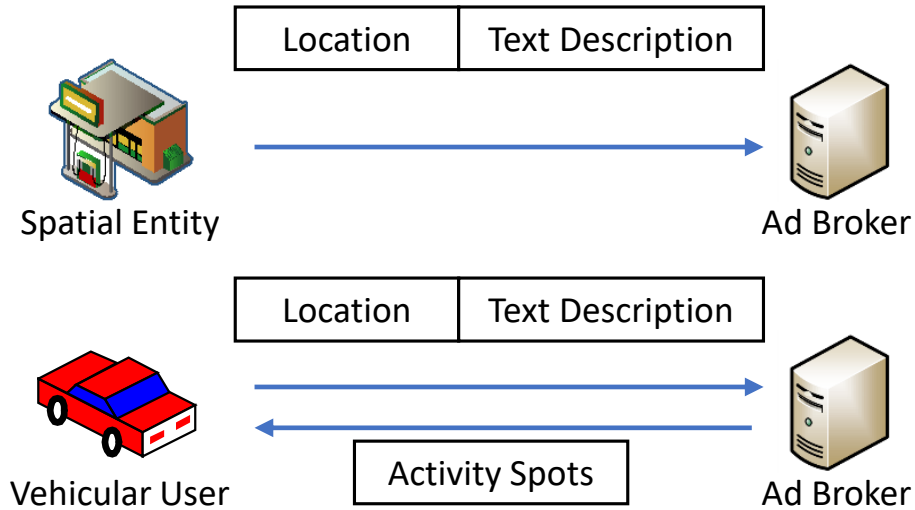 Location Text Description
Spatial Entity Ad Broker
Location Text Description
Activity Spots
Vehicular User Ad Broker